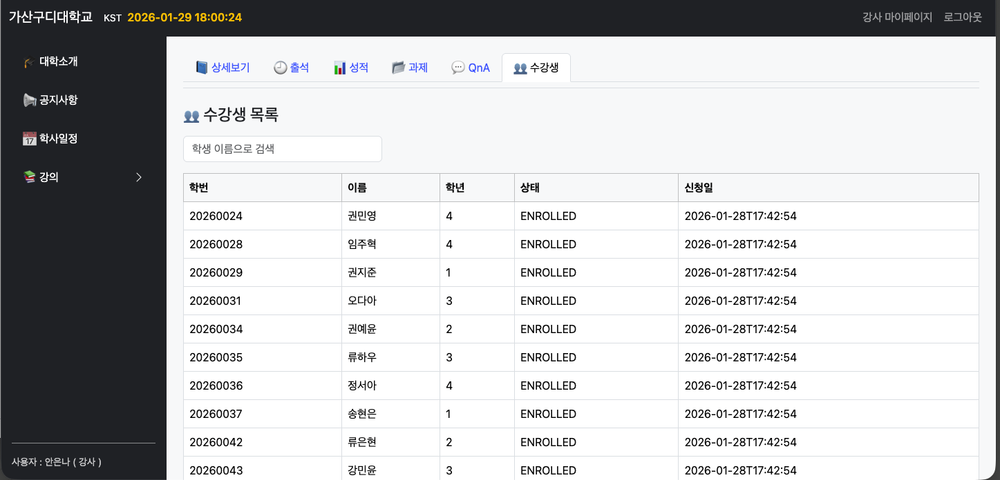 가산구디대학교 KST 2026-01-29 18:00:24 강사 마이페이지 로그아웃
대학소개
공지사항
17 학사일정
강의
사용자 : 안은나 ( 강사 )
상세보기 출석 성적 과제 QnA 수강생
수강생 목록
학생 이름으로 검색
학번 이름 학년 상태 신청일
20260024 권민영 4 ENROLLED 2026-01-28T17:42:54
20260028 임주혁 4 ENROLLED 2026-01-28T17:42:54
20260029 권지준 1 ENROLLED 2026-01-28T17:42:54
20260031 오다아 3 ENROLLED 2026-01-28T17:42:54
20260034 권예윤 2 ENROLLED 2026-01-28T17:42:54
20260035 류하우 3 ENROLLED 2026-01-28T17:42:54
20260036 정서아 4 ENROLLED 2026-01-28T17:42:54
20260037 송현은 1 ENROLLED 2026-01-28T17:42:54
20260042 류은현 2 ENROLLED 2026-01-28T17:42:54
20260043 강민윤 3 ENROLLED 2026-01-28T17:42:54